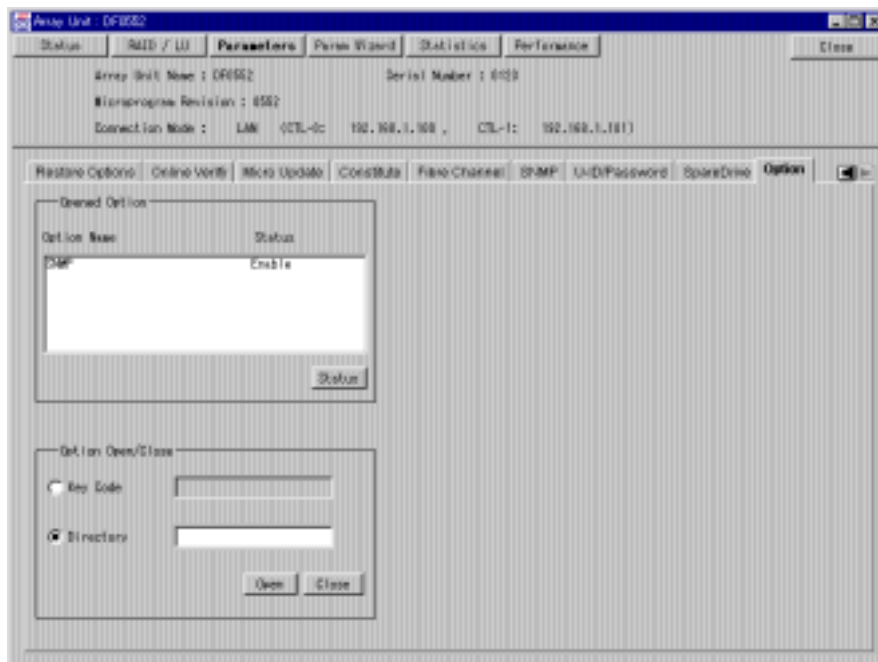 Array Unit : DF0552
Status RAID / LU Parameters Param Wizard Statistics Performance Close
Array Unit Name : DF0552 Serial Number : 0120
Microprogram Revision : 0552
Connection Mode : LAN (CTL-0: 192.168.1.100 , CTL-1: 192.168.1.101)
Restore Options Online Verify Micro Update Constitute Fibre Channel SNMP U-ID/Password SpareDrive Option
Opened Option
Option Name Status
SNMP Enable
Status
Option Open/Close
Key Code
Directory
Open Close